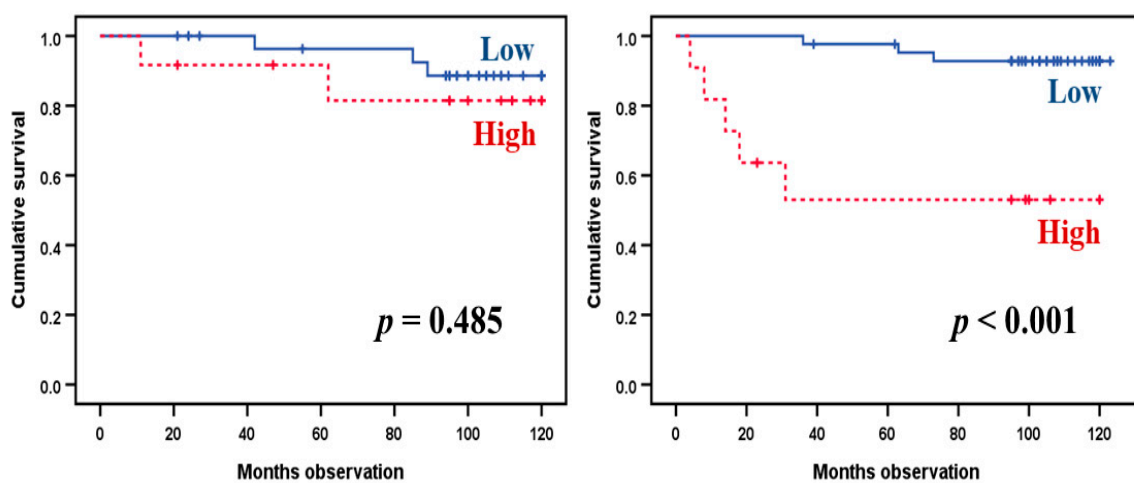 Cumulative survival
1.0
0.8
0.6
0.4
0.2
0.0
Low
High
p = 0.485
0 20 40 60 80 100 120
Months observation
Cumulative survival
1.0
0.8
0.6
0.4
0.2
0.0
Low
High
p < 0.001
0 20 40 60 80 100 120
Months observation